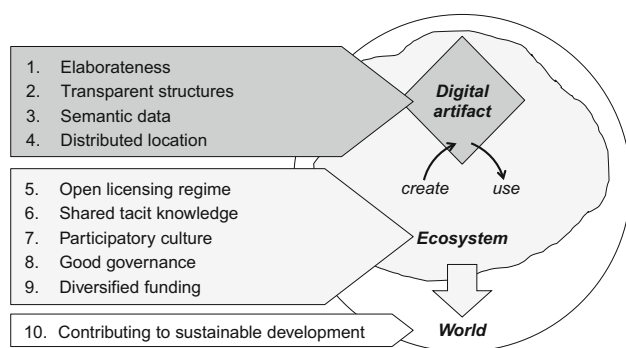 1. Elaborateness
2. Transparent structures
3. Semantic data
4. Distributed location
Digital
artifact
create
use
5. Open licensing regime
6. Shared tacit knowledge
7. Participatory culture
8. Good governance
9. Diversified funding
Ecosystem
10. Contributing to sustainable development
World